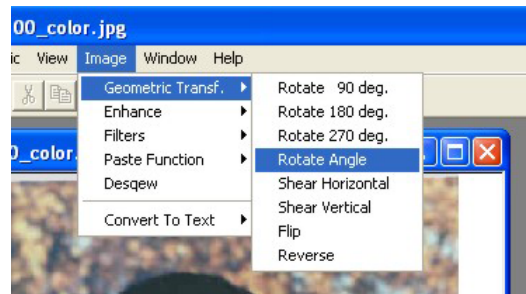 00_color.jpg
ic View Image Window Help
Geometric Transf.
Enhance
Filters
Paste Function
Desqew
Convert To Text
Rotate 90 deg.
Rotate 180 deg.
Rotate 270 deg.
Rotate Angle
Shear Horizontal
Shear Vertical
Flip
Reverse
0_color.